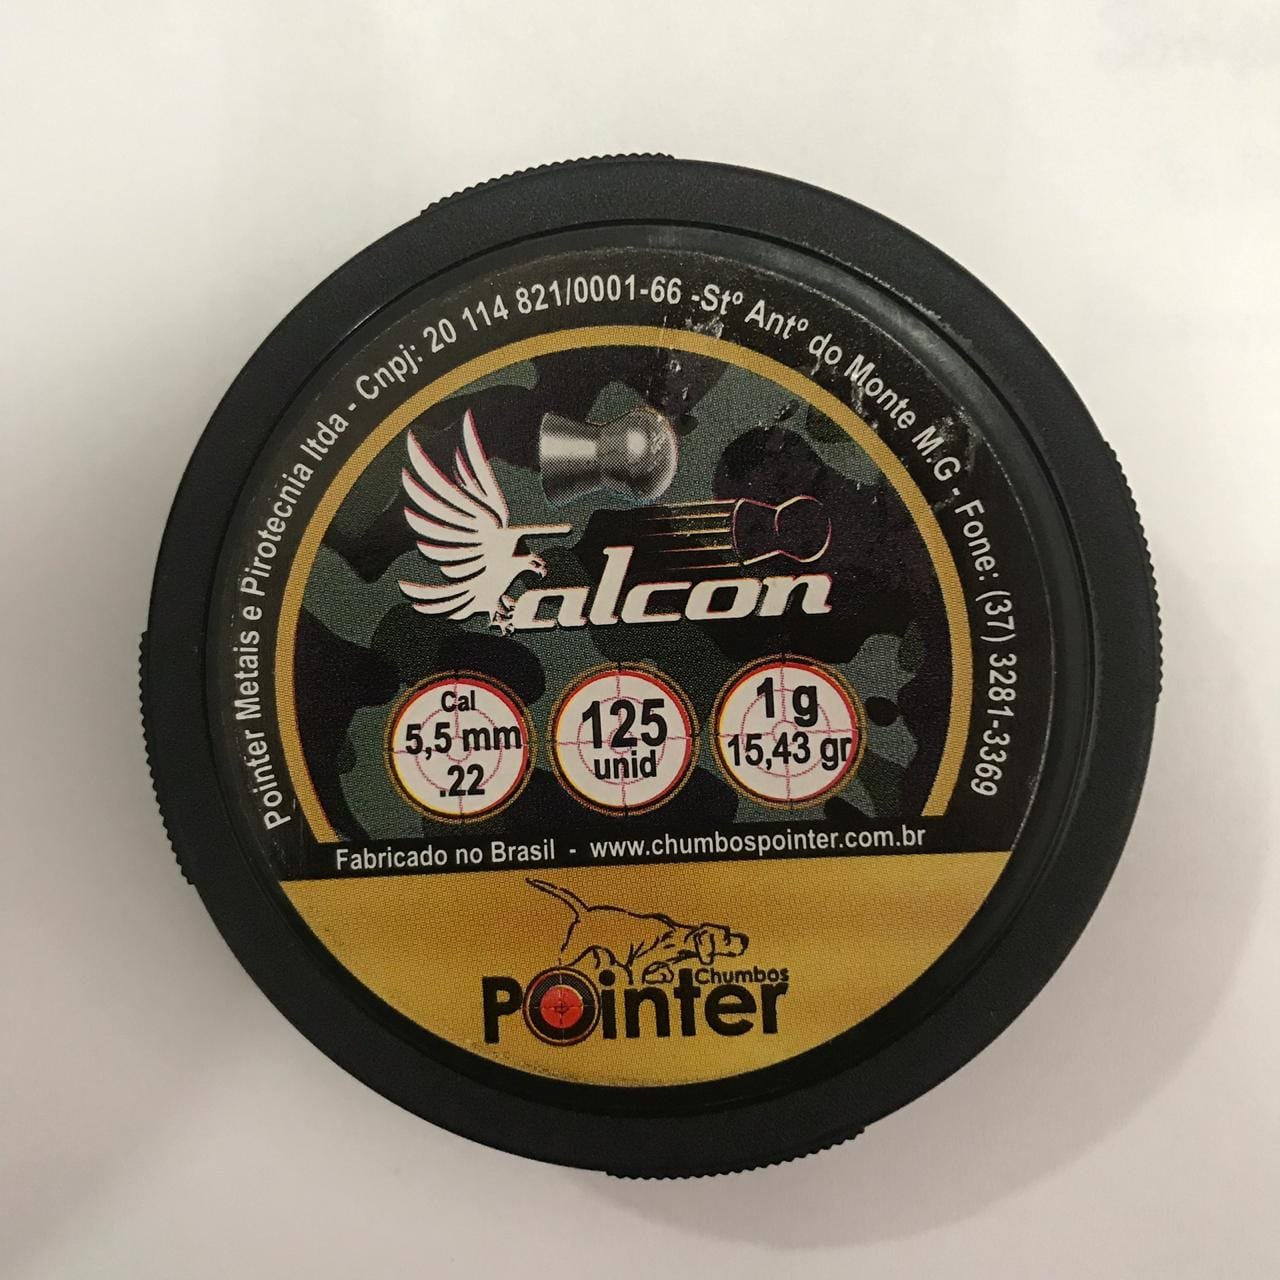 Pointer Metais e Pirotecnia ltda - Cnpj: 20 114 821/0001-66 -Stº Antº do Monte M.G - Fone: (37) 3281-3369
Falcon
Cal
5,5 mm
.22
125
unid
1 g
15,43 gr
Fabricado no Brasil - www.chumbospointer.com.br
Chumbos
Pointer